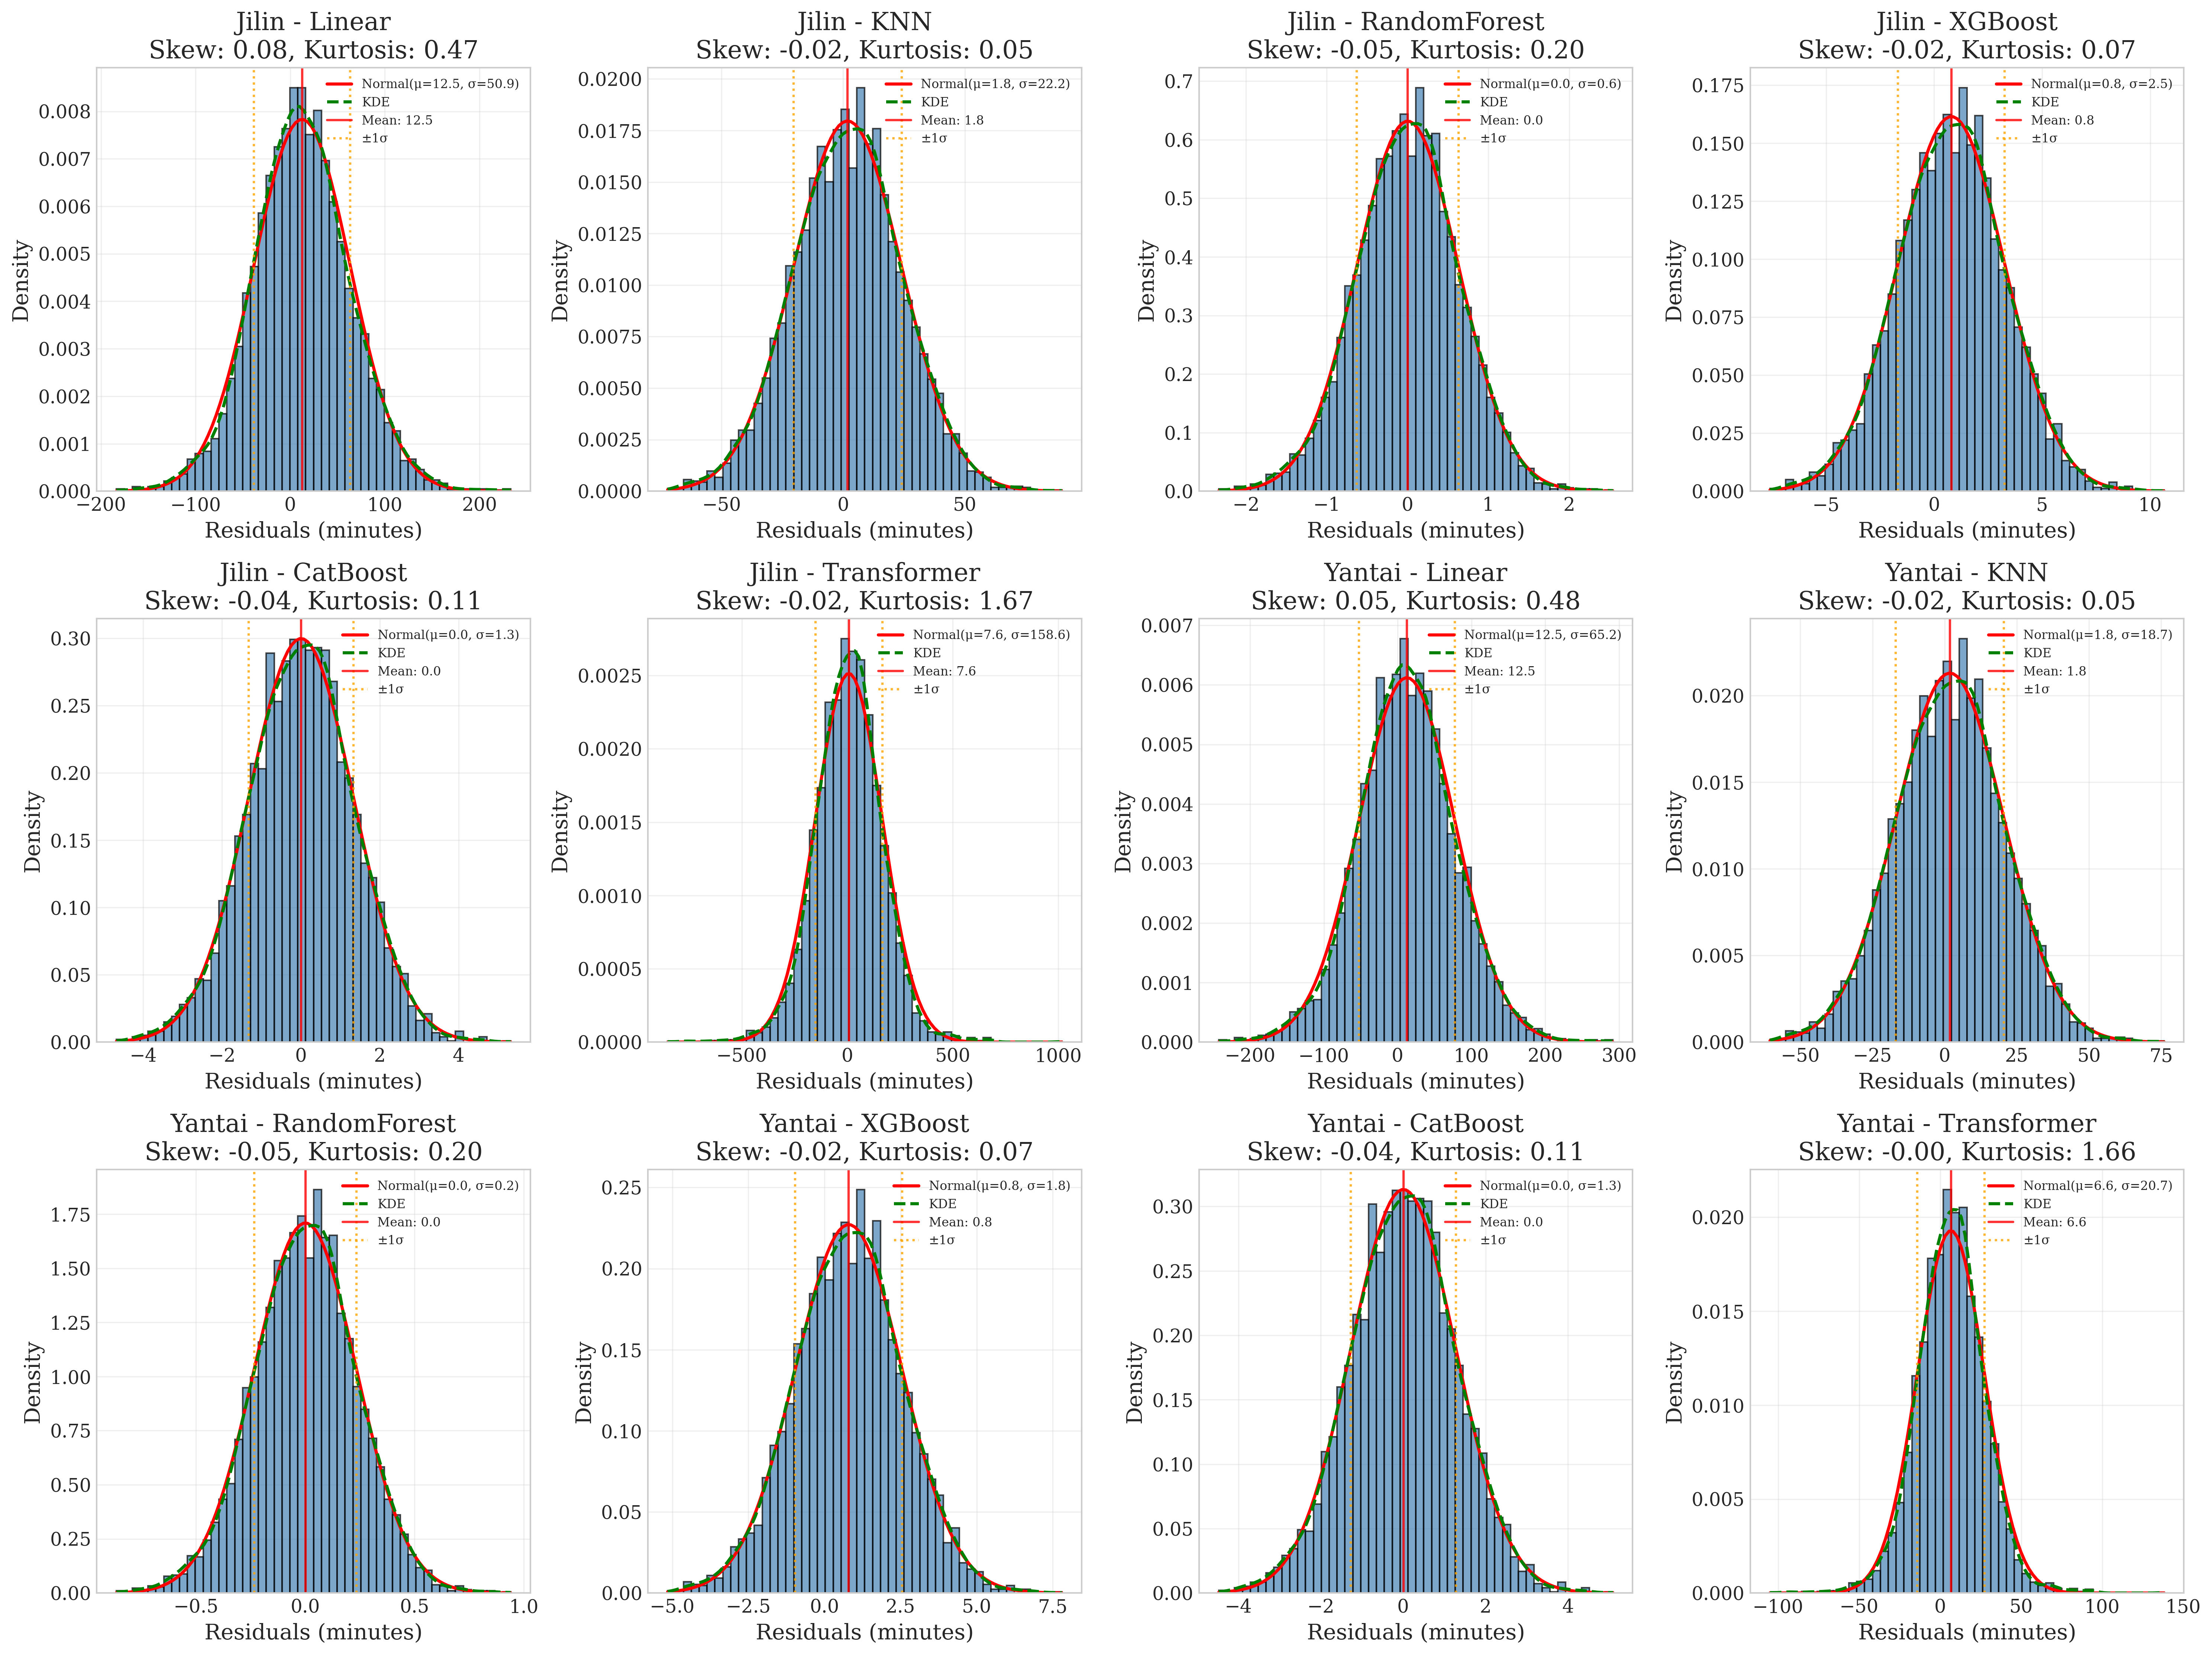 Jilin - Linear
Skew: 0.08, Kurtosis: 0.47
Normal(μ=12.5, σ=50.9)
KDE
Mean: 12.5
±1σ
0.008
0.007
0.006
0.005
0.004
0.003
0.002
0.001
0.000
Density
−200 −100 0 100 200
Residuals (minutes)
Jilin - KNN
Skew: -0.02, Kurtosis: 0.05
Normal(μ=1.8, σ=22.2)
KDE
Mean: 1.8
±1σ
0.0200
0.0175
0.0150
0.0125
0.0100
0.0075
0.0050
0.0025
0.0000
Density
−50 0 50
Residuals (minutes)
Jilin - RandomForest
Skew: -0.05, Kurtosis: 0.20
Normal(μ=0.0, σ=0.6)
KDE
Mean: 0.0
±1σ
0.7
0.6
0.5
0.4
0.3
0.2
0.1
0.0
Density
−2 −1 0 1 2
Residuals (minutes)
Jilin - XGBoost
Skew: -0.02, Kurtosis: 0.07
Normal(μ=0.8, σ=2.5)
KDE
Mean: 0.8
±1σ
0.175
0.150
0.125
0.100
0.075
0.050
0.025
0.000
Density
−5 0 5 10
Residuals (minutes)
Jilin - CatBoost
Skew: -0.04, Kurtosis: 0.11
Normal(μ=0.0, σ=1.3)
KDE
Mean: 0.0
±1σ
0.30
0.25
0.20
0.15
0.10
0.05
0.00
Density
−4 −2 0 2 4
Residuals (minutes)
Jilin - Transformer
Skew: -0.02, Kurtosis: 1.67
Normal(μ=7.6, σ=158.6)
KDE
Mean: 7.6
±1σ
0.0025
0.0020
0.0015
0.0010
0.0005
0.0000
Density
−500 0 500 1000
Residuals (minutes)
Yantai - Linear
Skew: 0.05, Kurtosis: 0.48
Normal(μ=12.5, σ=65.2)
KDE
Mean: 12.5
±1σ
0.007
0.006
0.005
0.004
0.003
0.002
0.001
0.000
Density
−200 −100 0 100 200 300
Residuals (minutes)
Yantai - KNN
Skew: -0.02, Kurtosis: 0.05
Normal(μ=1.8, σ=18.7)
KDE
Mean: 1.8
±1σ
0.020
0.015
0.010
0.005
0.000
Density
−50 −25 0 25 50 75
Residuals (minutes)
Yantai - RandomForest
Skew: -0.05, Kurtosis: 0.20
Normal(μ=0.0, σ=0.2)
KDE
Mean: 0.0
±1σ
1.75
1.50
1.25
1.00
0.75
0.50
0.25
0.00
Density
−0.5 0.0 0.5 1.0
Residuals (minutes)
Yantai - XGBoost
Skew: -0.02, Kurtosis: 0.07
Normal(μ=0.8, σ=1.8)
KDE
Mean: 0.8
±1σ
0.25
0.20
0.15
0.10
0.05
0.00
Density
−5.0 −2.5 0.0 2.5 5.0 7.5
Residuals (minutes)
Yantai - CatBoost
Skew: -0.04, Kurtosis: 0.11
Normal(μ=0.0, σ=1.3)
KDE
Mean: 0.0
±1σ
0.30
0.25
0.20
0.15
0.10
0.05
0.00
Density
−4 −2 0 2 4
Residuals (minutes)
Yantai - Transformer
Skew: -0.00, Kurtosis: 1.66
Normal(μ=6.6, σ=20.7)
KDE
Mean: 6.6
±1σ
0.020
0.015
0.010
0.005
0.000
Density
−100 −50 0 50 100 150
Residuals (minutes)